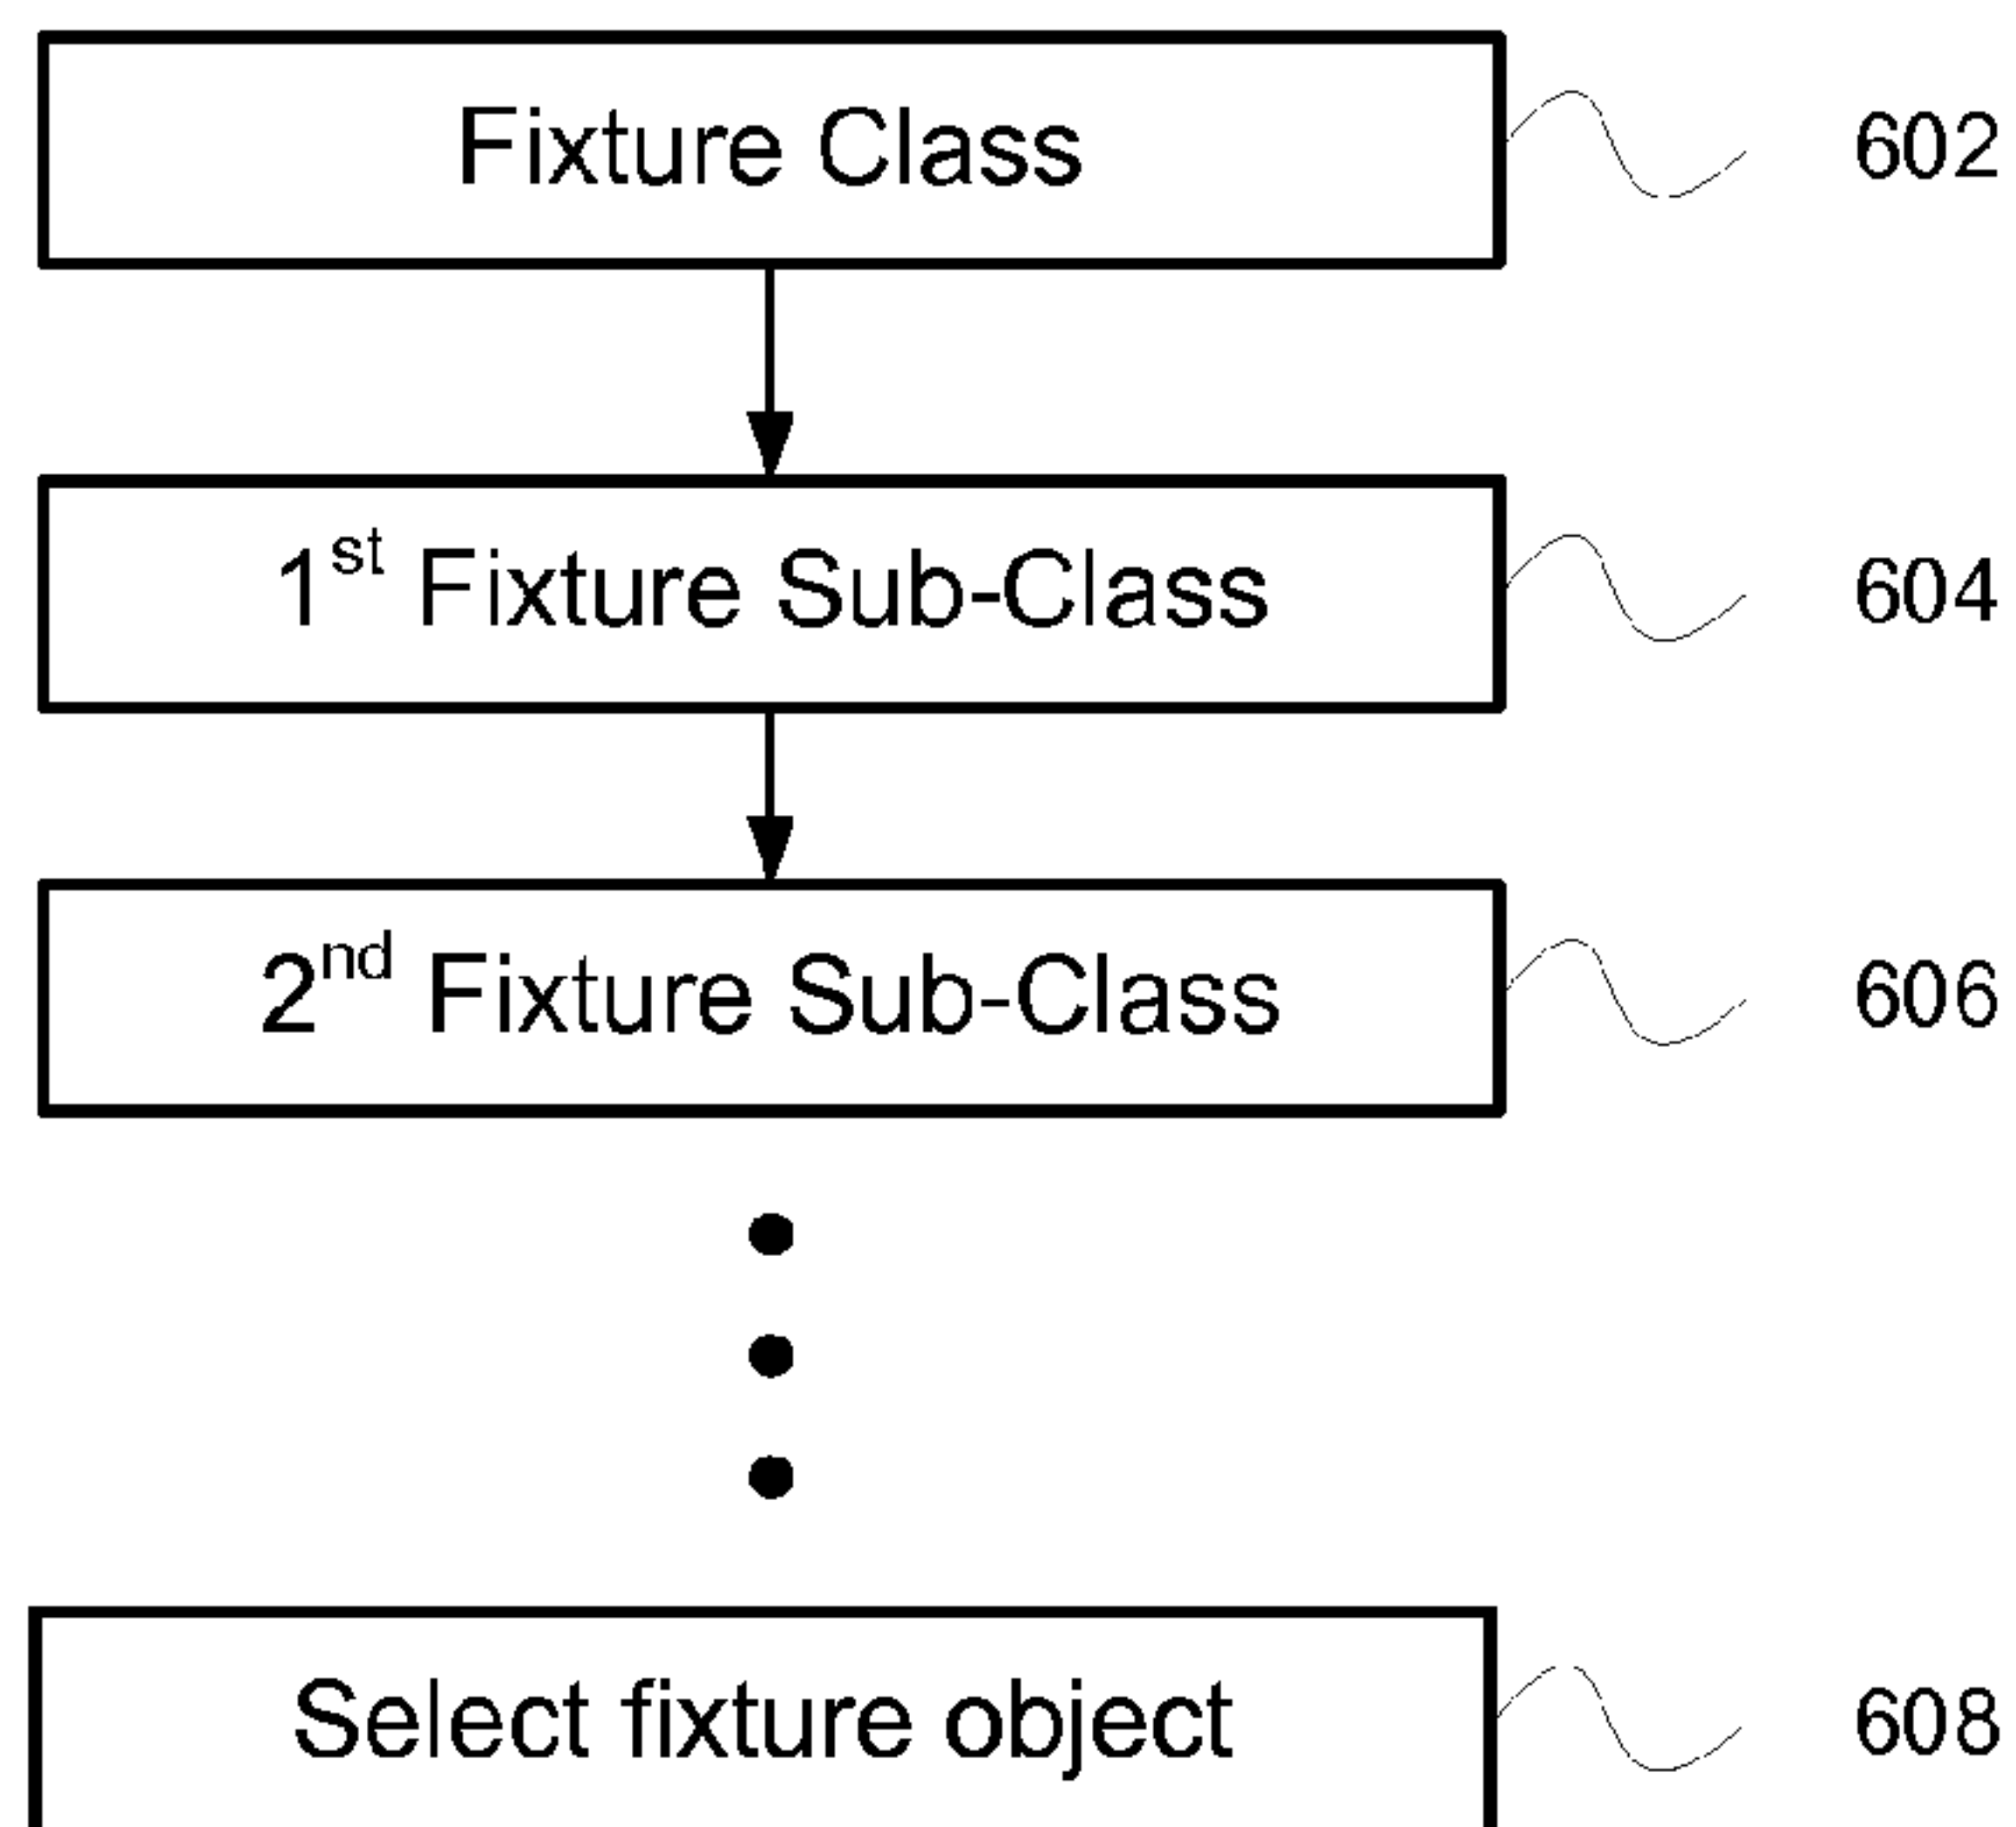 Fixture Class 602
1st Fixture Sub-Class 604
2nd Fixture Sub-Class 606
Select fixture object 608